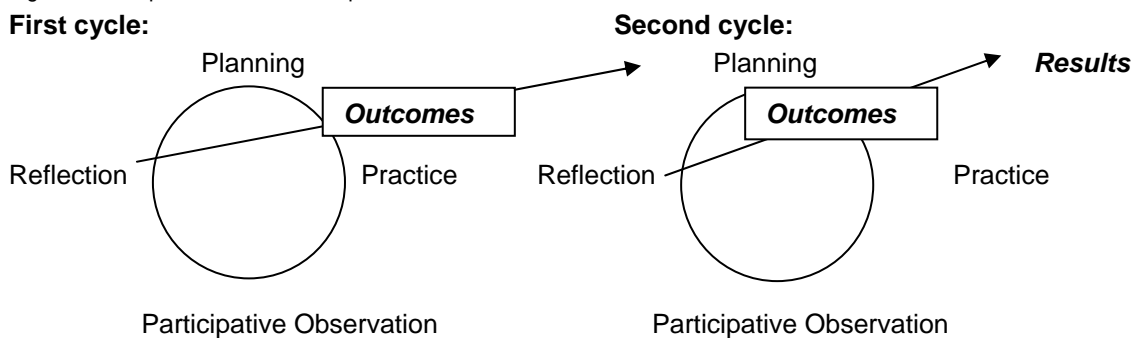 First cycle: Second cycle:
Planning Planning Results
Outcomes Outcomes
Reflection Practice Reflection Practice
Participative Observation Participative Observation